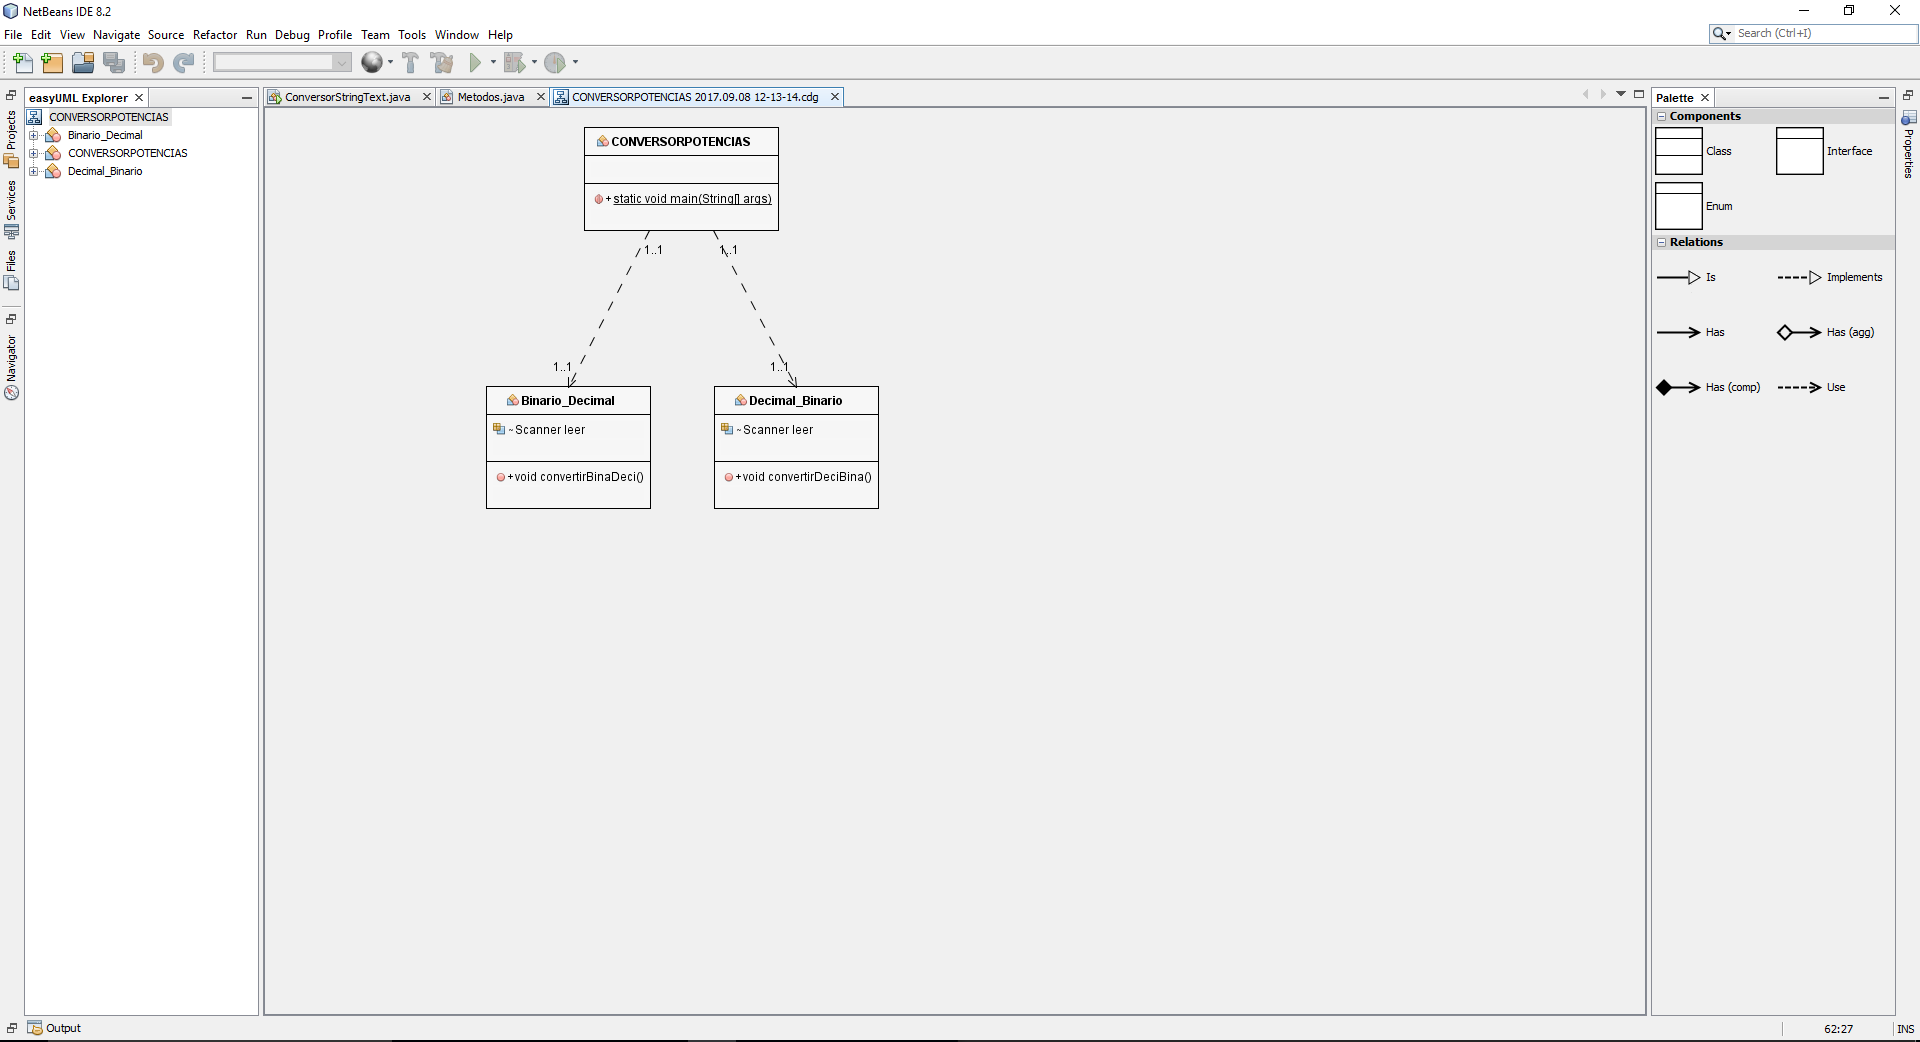 NetBeans IDE 8.2
File Edit View Navigate Source Refactor Run Debug Profile Team Tools Window Help
Search (Ctrl+I)
Projects
Services
Files
Navigator
easyUML Explorer
CONVERSORPOTENCIAS
Binario_Decimal
CONVERSORPOTENCIAS
Decimal_Binario
ConversorStringText.java
Metodos.java
CONVERSORPOTENCIAS 2017.09.08 12-13-14.cdg
CONVERSORPOTENCIAS
+ static void main(String[] args)
1..1
1..1
1..1
1..1
Binario_Decimal
~Scanner leer
+void convertirBinaDeci()
Decimal_Binario
~Scanner leer
+void convertirDeciBina()
Palette
Components
Class
Interface
Enum
Relations
Is
Implements
Has
Has (agg)
Has (comp)
Use
Properties
Output
62:27
INS